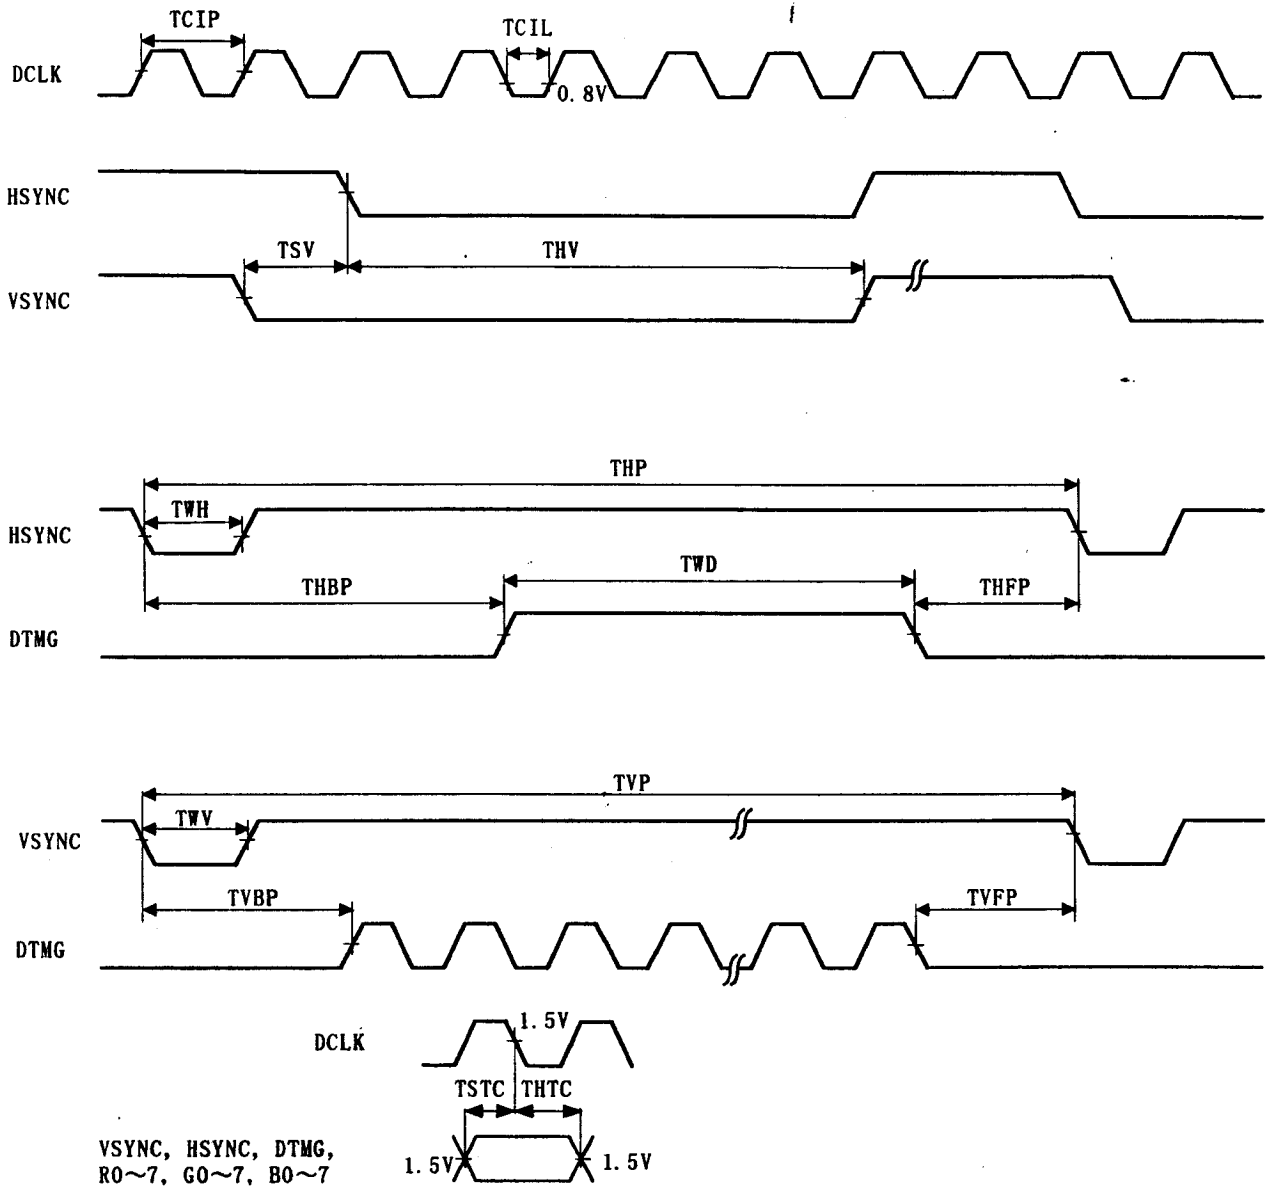 TCIP
TCIL
DCLK
0.8V
HSYNC
TSV
THV
VSYNC
THP
TWH
HSYNC
TWD
THBP
THFP
DTMG
TVP
TWV
VSYNC
TVBP
TVFP
DTMG
1.5V
DCLK
TSTC THTC
VSYNC, HSYNC, DTMG,
1.5V 1.5V
R0~7, G0~7, B0~7